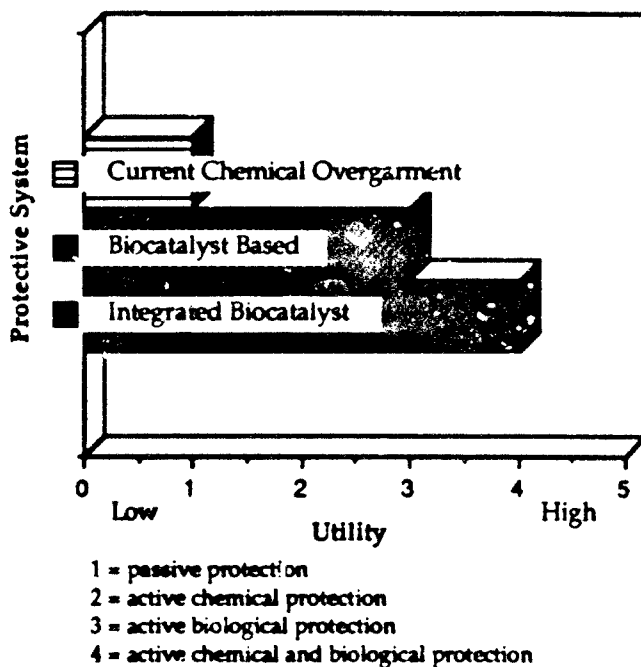 Protective System
Current Chemical Overgarment
Biocatalyst Based
Integrated Biocatalyst
0 1 2 3 4 5
Low High
Utility
1 = passive protection
2 = active chemical protection
3 = active biological protection
4 = active chemical and biological protection